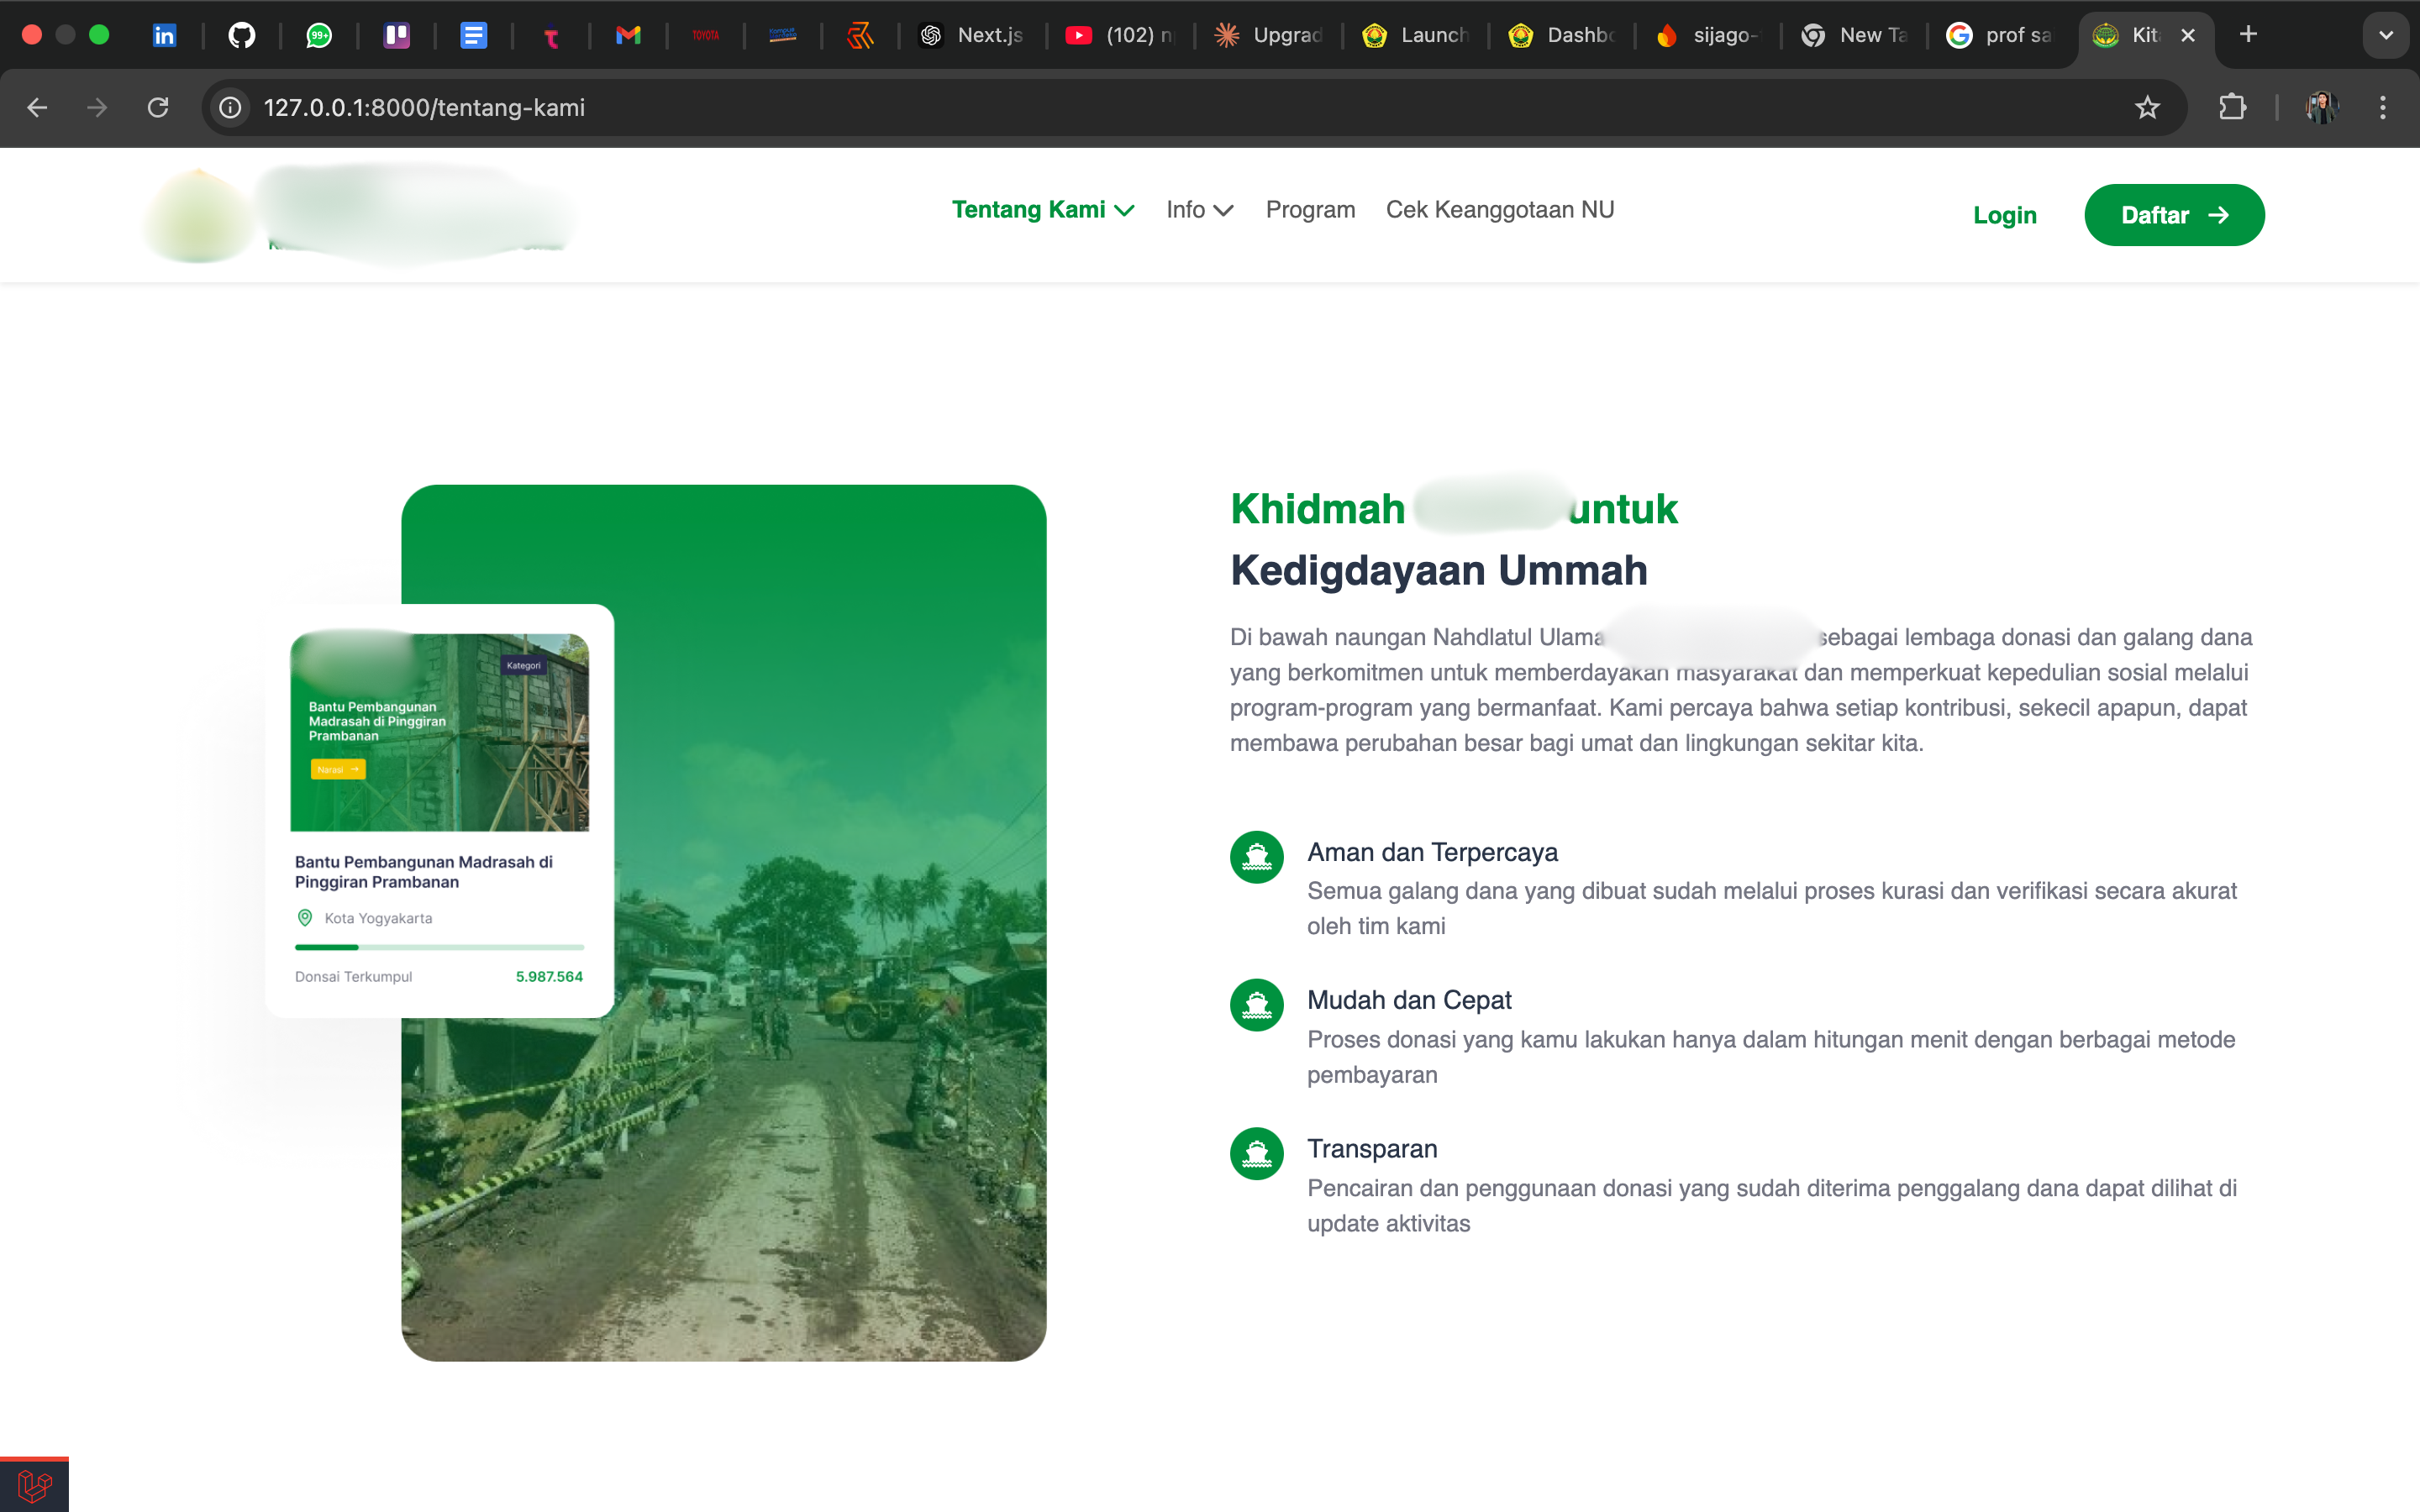 99+
TOYOTA
Next.js
(102) n
Upgrad
Launch
Dashbo
sijago-
New Ta
prof sa
Kit
127.0.0.1:8000/tentang-kami
Tentang Kami
Info
Program
Cek Keanggotaan NU
Login
Daftar →
Khidmah untuk
Kedigdayaan Ummah
Di bawah naungan Nahdlatul Ulama sebagai lembaga donasi dan galang dana
yang berkomitmen untuk memberdayakan masyarakat dan memperkuat kepedulian sosial melalui
program-program yang bermanfaat. Kami percaya bahwa setiap kontribusi, sekecil apapun, dapat
membawa perubahan besar bagi umat dan lingkungan sekitar kita.
Kategori
Bantu Pembangunan
Madrasah di Pinggiran
Prambanan
Narasi →
Bantu Pembangunan Madrasah di
Pinggiran Prambanan
Kota Yogyakarta
Donsai Terkumpul 5.987.564
Aman dan Terpercaya
Semua galang dana yang dibuat sudah melalui proses kurasi dan verifikasi secara akurat
oleh tim kami
Mudah dan Cepat
Proses donasi yang kamu lakukan hanya dalam hitungan menit dengan berbagai metode
pembayaran
Transparan
Pencairan dan penggunaan donasi yang sudah diterima penggalang dana dapat dilihat di
update aktivitas